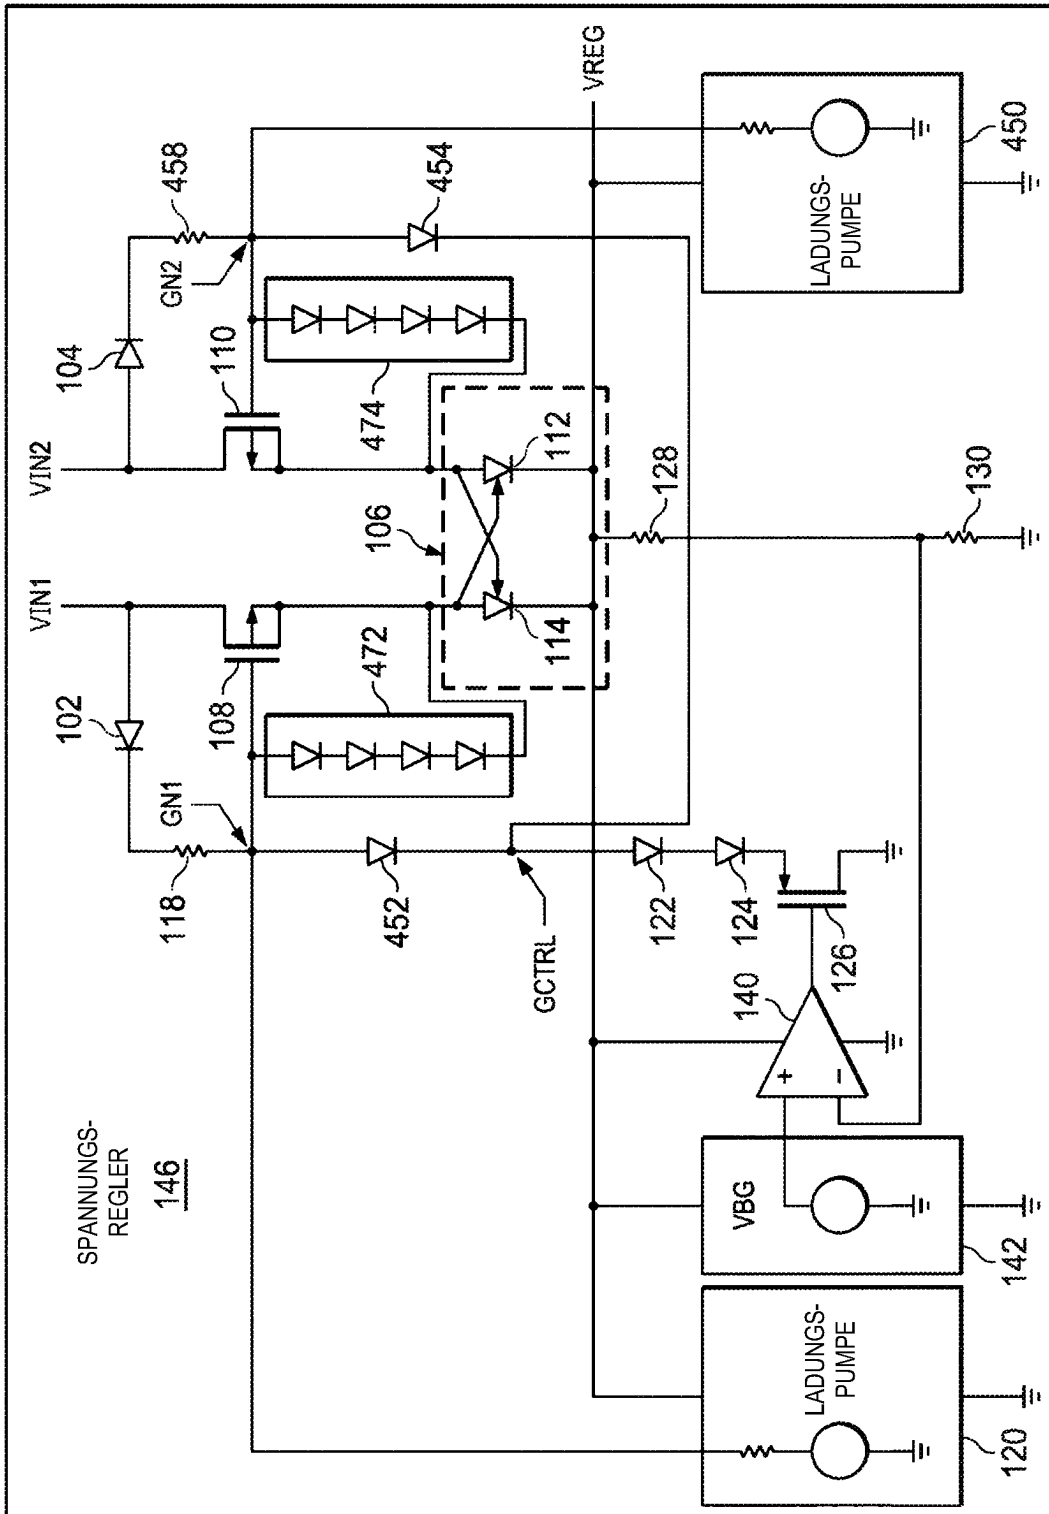 SPANNUNGS-
REGLER
146
VIN1
VIN2
102
104
118
GN1
108
110
GN2
458
472
474
454
452
106
114
112
GCTRL
VREG
122
124
126
128
130
140
+
−
VBG
142
LADUNGS-
PUMPE
120
LADUNGS-
PUMPE
450